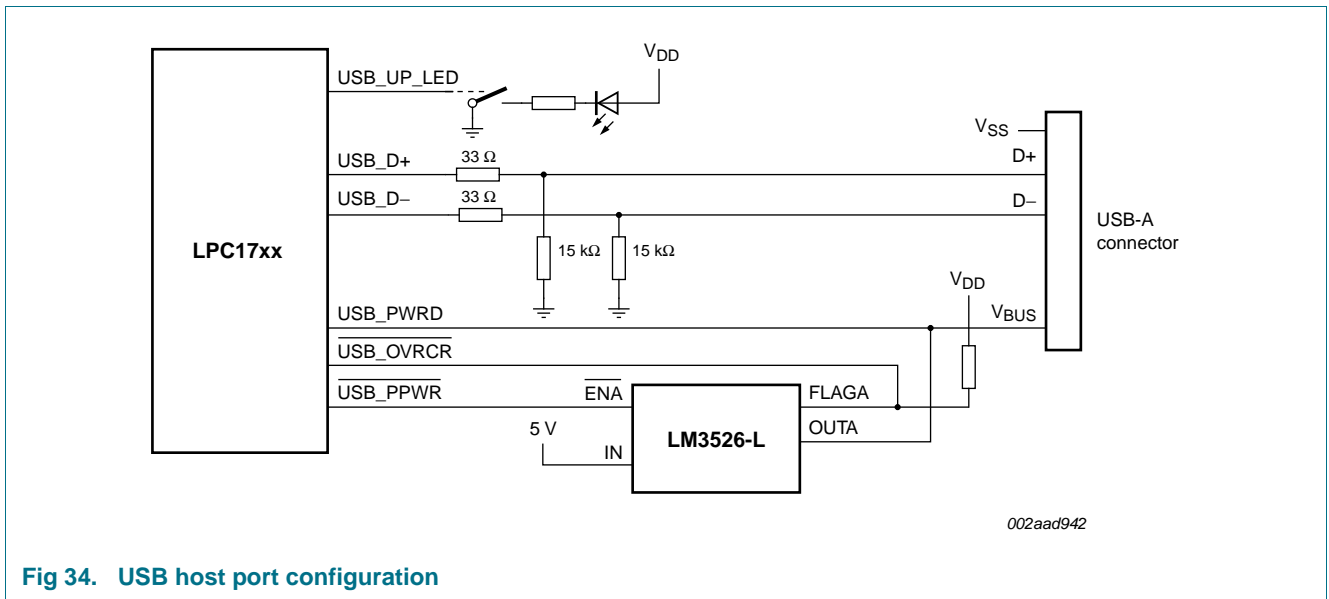 VDD
USB_UP_LED
VSS
USB_D+
33 Ω
D+
USB_D−
33 Ω
D−
USB-A
connector
LPC17xx
15 kΩ
15 kΩ
VDD
USB_PWRD
VBUS
USB_OVRCR
USB_PPWR
ENA
FLAGA
5 V
LM3526-L
OUTA
IN
002aad942
Fig 34. USB host port configuration